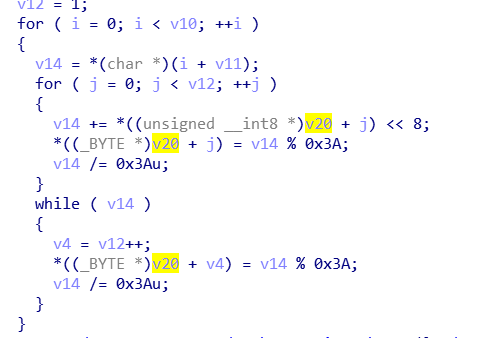 v12 = 1;
for ( i = 0; i < v10; ++i )
{
  v14 = *(char *)(i + v11);
  for ( j = 0; j < v12; ++j )
  {
    v14 += *((unsigned __int8 *)v20 + j) << 8;
    *((_BYTE *)v20 + j) = v14 % 0x3A;
    v14 /= 0x3Au;
  }
  while ( v14 )
  {
    v4 = v12++;
    *((_BYTE *)v20 + v4) = v14 % 0x3A;
    v14 /= 0x3Au;
  }
}